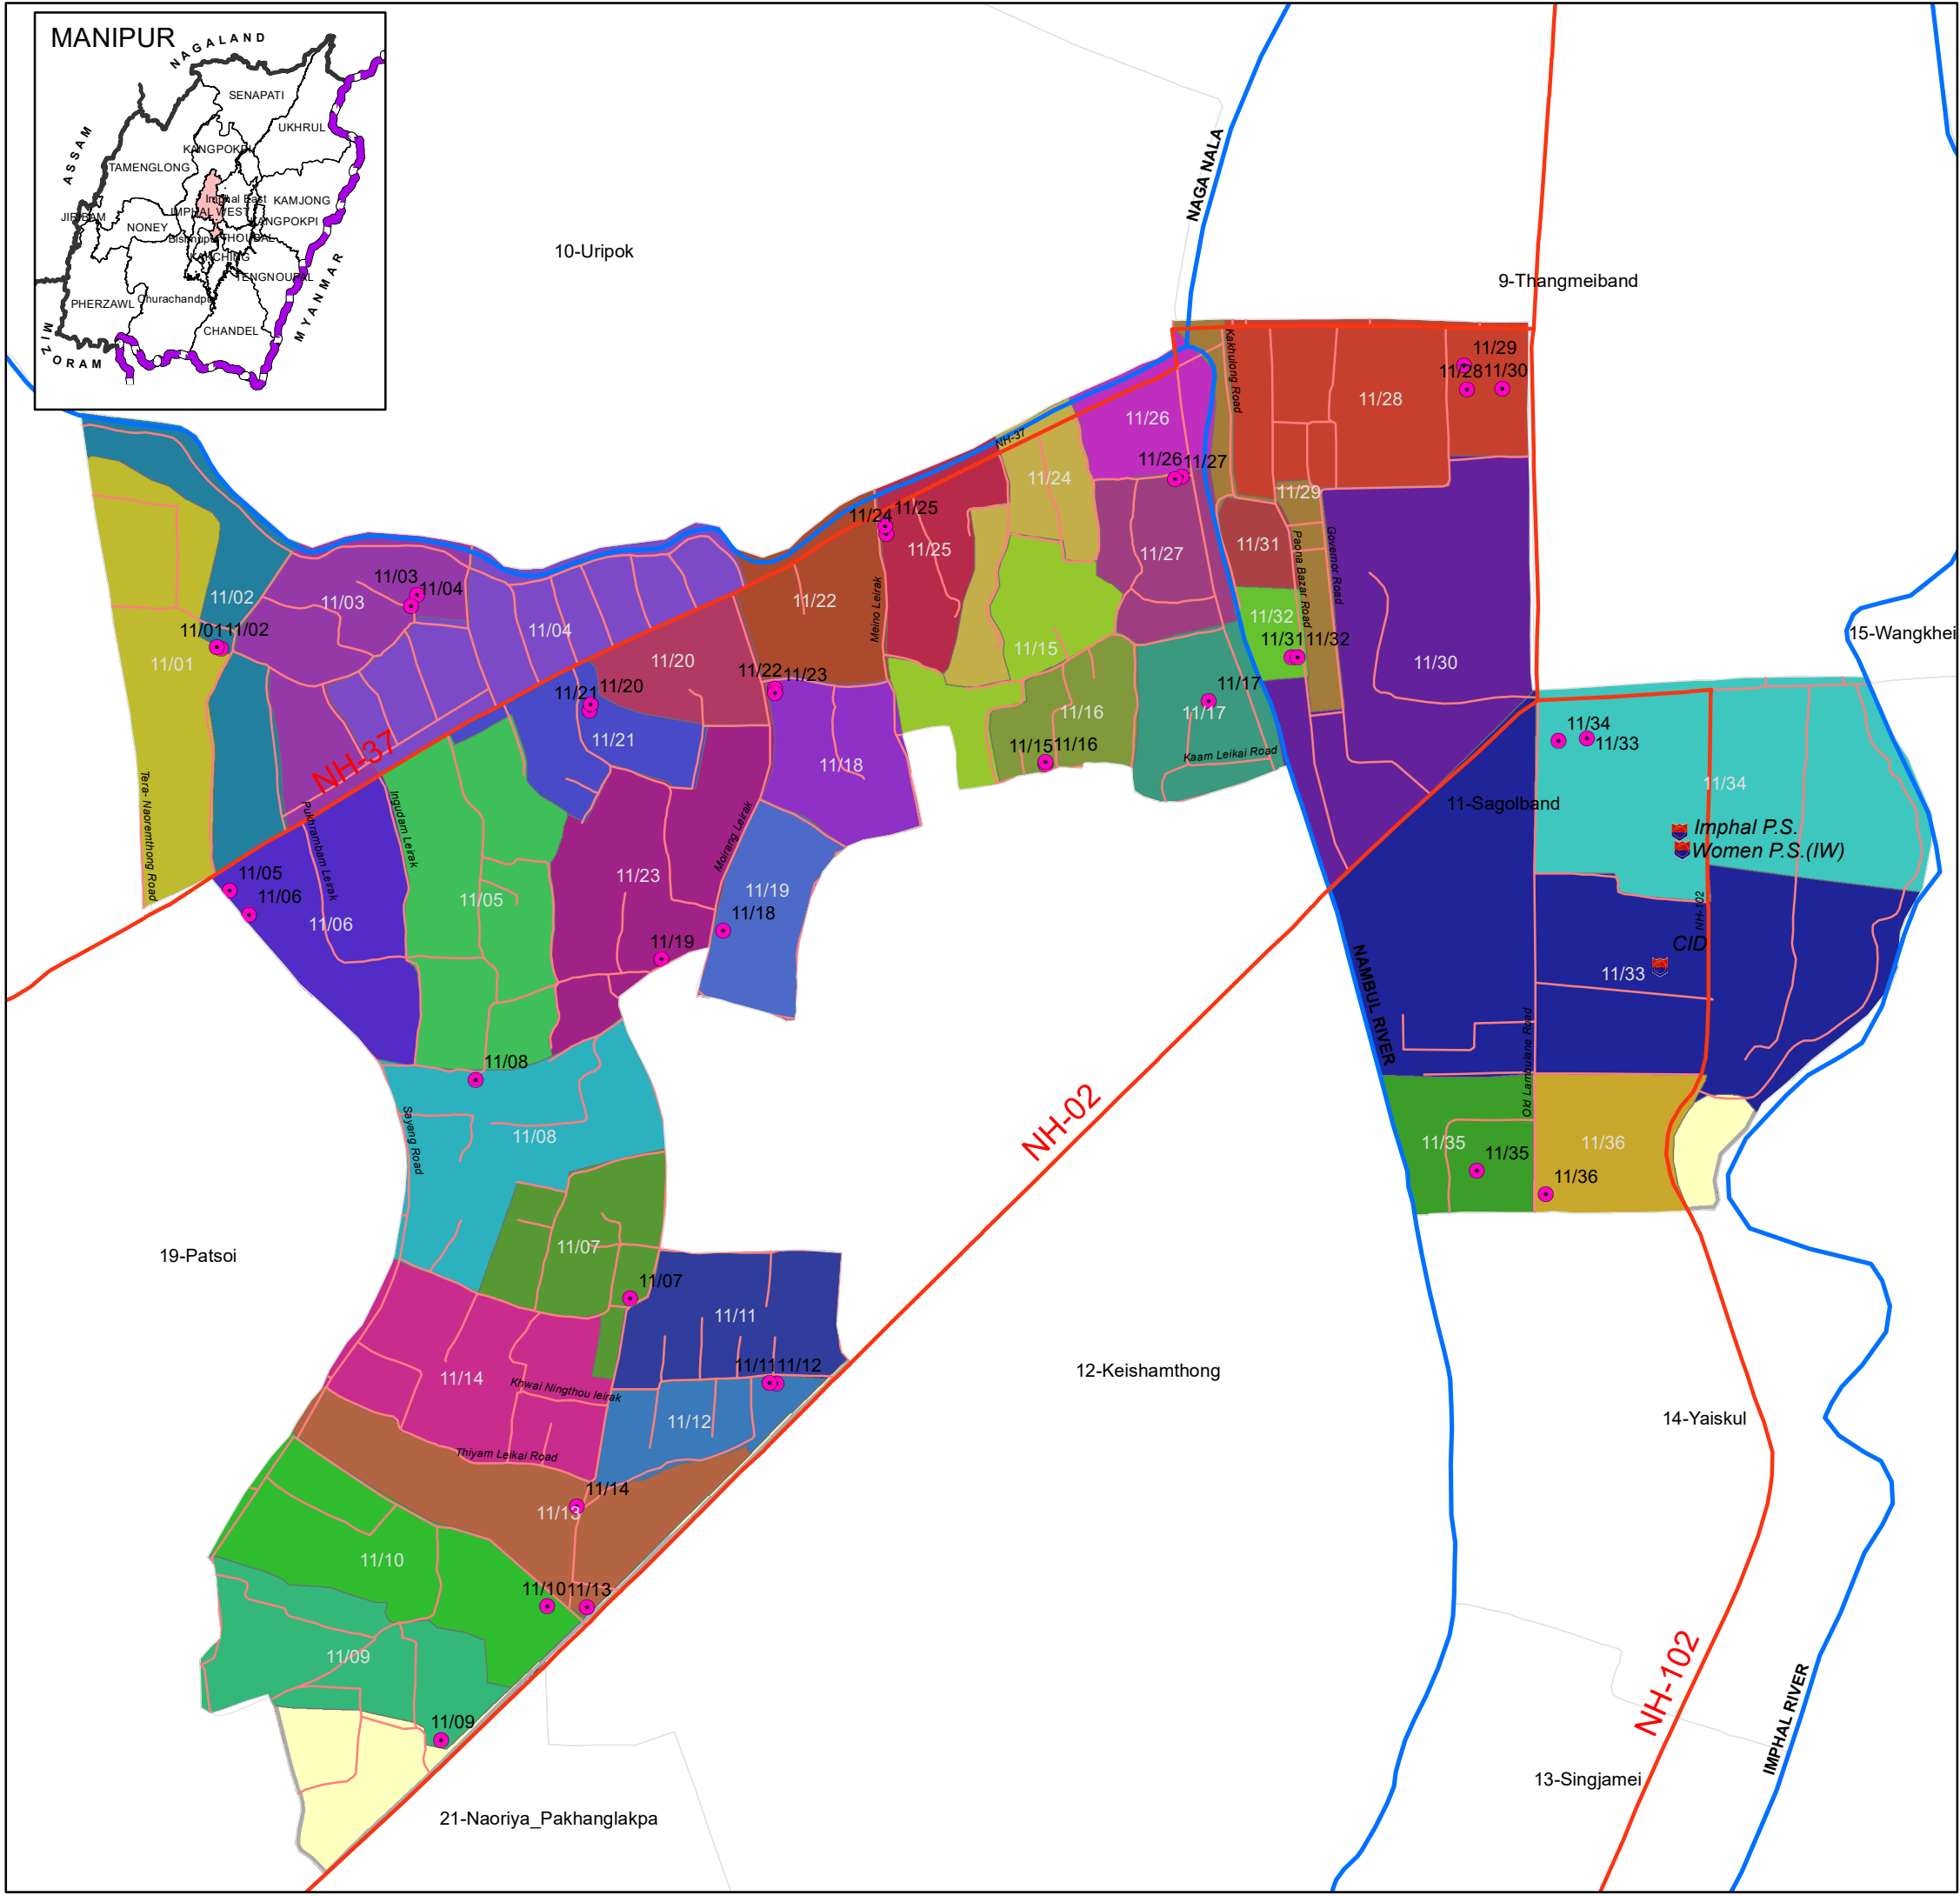 MANIPUR
NAGALAND
ASSAM
MIZORAM
MYANMAR
SENAPATI
UKHRUL
KANGPOKPI
TAMENGLONG
Imphal East
KAMJONG
IMPHAL WEST
KANGPOKPI
JIRIBAM
NONEY
Bishnupur
THOUBAL
KAKCHING
TENGNOUPAL
PHERZAWL
Churachandpur
CHANDEL
NAGA NALA
10-Uripok
9-Thangmeiband
15-Wangkhei
11/29
11/28
11/30
11/28
Kakhulong Road
11/26
11/26
11/27
NH-37
11/24
11/29
11/24
11/25
11/25
11/27
11/31
Paona Bazar Road
Governor Road
11/03
11/04
11/02
11/03
11/22
Meino Leirak
11/32
11/01
11/02
11/04
11/01
11/20
11/15
11/31
11/32
11/30
11/22
11/23
11/21
11/20
11/17
11/16
11/17
11/34
11/33
11/21
11/15
11/16
Kaam Leikai Road
NH-37
11/18
11/34
Tera- Naoremthong Road
Pukhrambam Leirak
Ingudam Leirak
Moirang Leirak
11-Sagolband
Imphal P.S.
Women P.S.(IW)
11/05
11/06
11/23
11/19
11/05
11/06
11/18
NH-102
11/19
CID
11/33
NAMBUL RIVER
Old Lambulane Road
11/08
NH-02
Sayang Road
11/08
11/35
11/35
11/36
11/36
19-Patsoi
11/07
11/07
11/11
11/11
11/12
12-Keishamthong
11/14
Khwai Ningthou leirak
11/12
14-Yaiskul
Thiyam Leikai Road
11/14
11/13
11/10
11/10
11/13
11/09
NH-102
IMPHAL RIVER
11/09
13-Singjamei
21-Naoriya_Pakhanglakpa